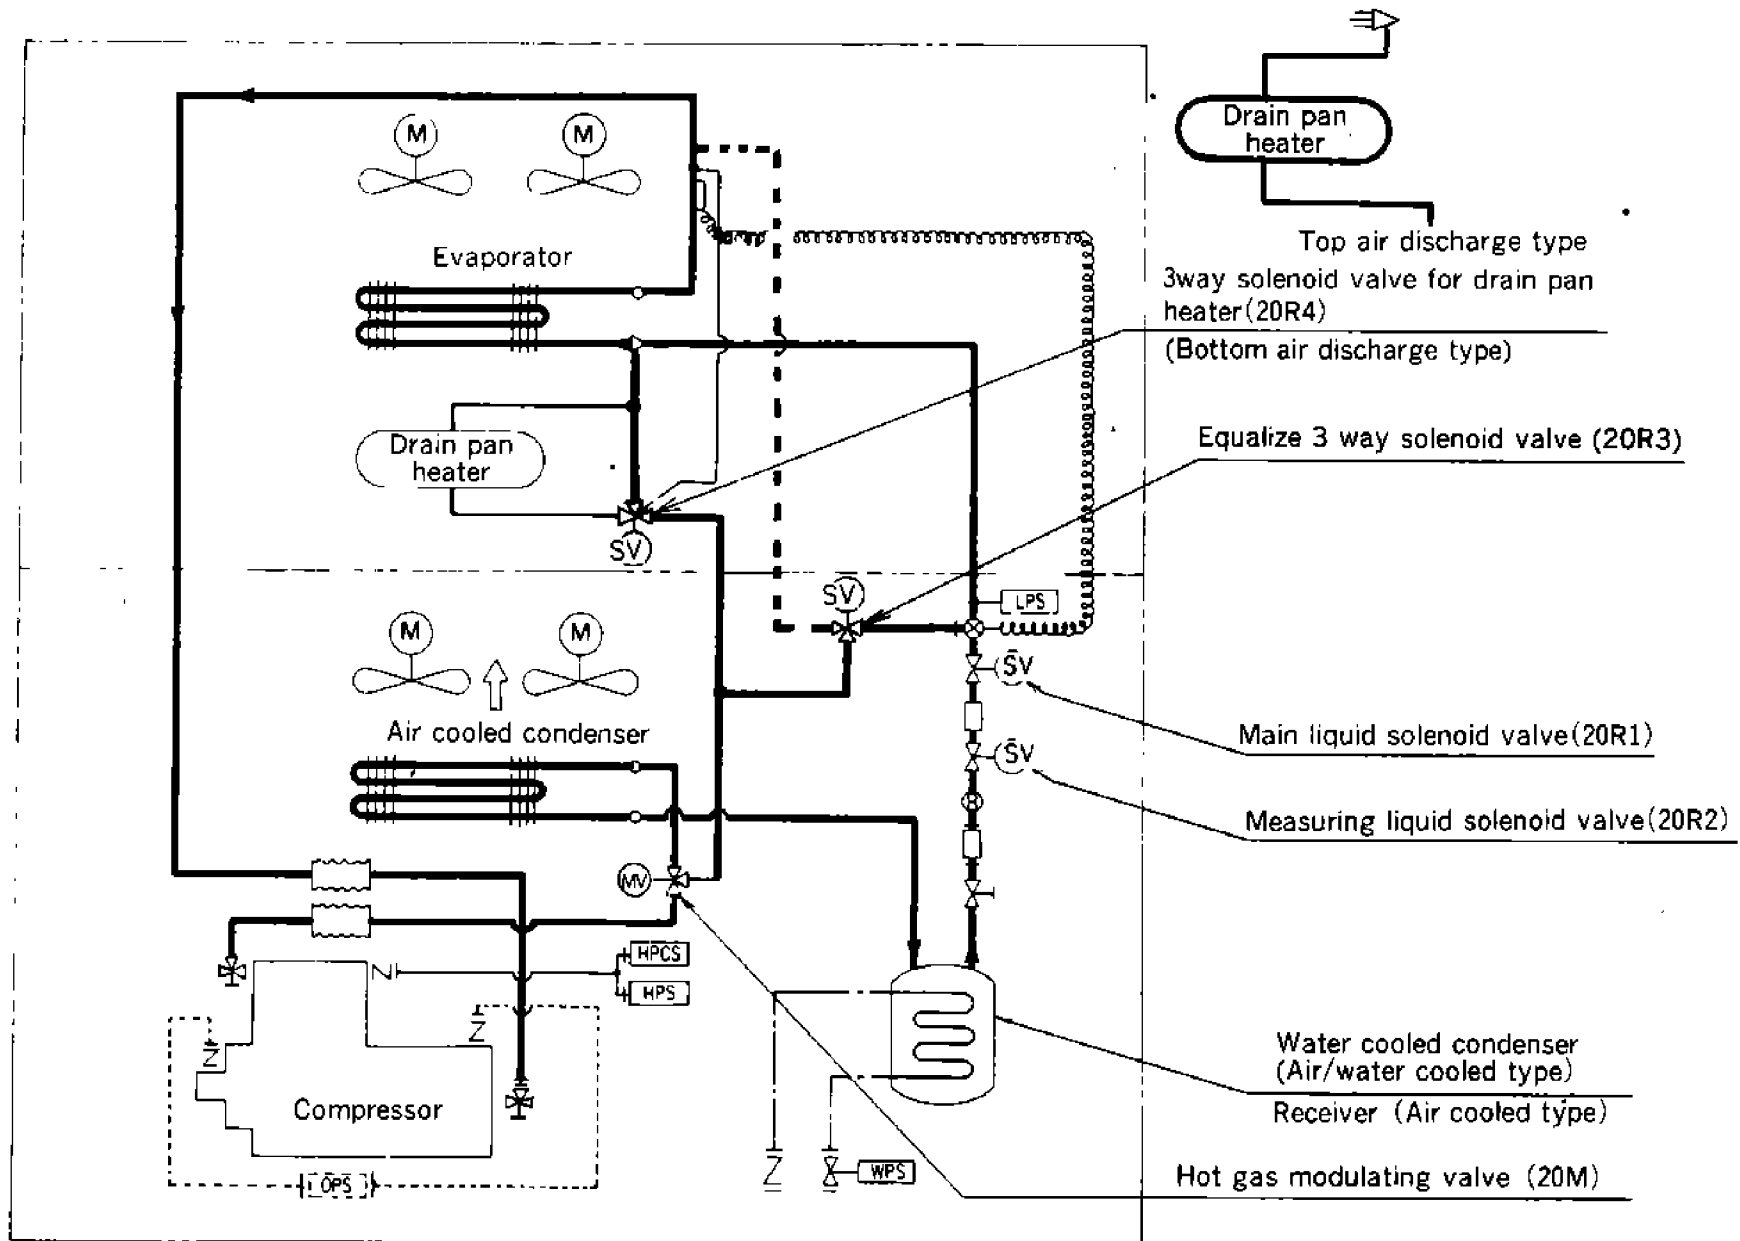 Drain pan
heater
Top air discharge type
M
M
Evaporator
3way solenoid valve for drain pan
heater(20R4)
(Bottom air discharge type)
Drain pan
heater
Equalize 3 way solenoid valve (20R3)
SV
SV
LPS
M
M
SV
Air cooled condenser
Main liquid solenoid valve(20R1)
SV
Measuring liquid solenoid valve(20R2)
MV
HPCS
HPS
Water cooled condenser
(Air/water cooled type)
Receiver (Air cooled type)
Compressor
OPS
WPS
Hot gas modulating valve (20M)